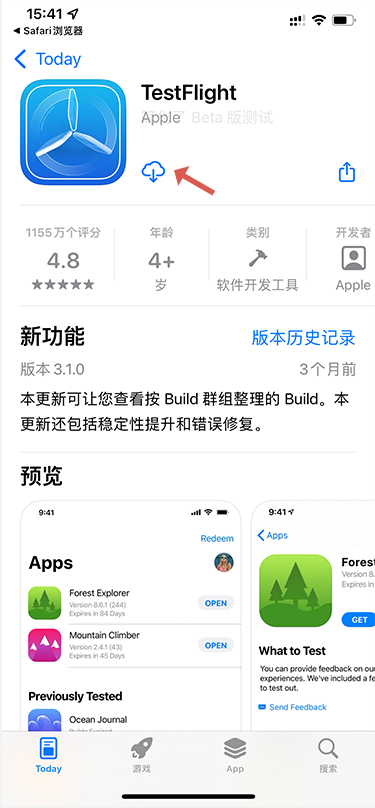 15:41
Safari浏览器
Today
TestFlight
Apple
Beta 版测试
1155万个评分
年龄
类别
开发者
4.8
4+
岁
软件开发工具
Apple
新功能
版本历史记录
版本 3.1.0
3个月前
本更新可让您查看按 Build 群组整理的 Build。本
更新还包括稳定性提升和错误修复。
预览
9:41
Redeem
Apps
Forest Explorer
Version 8.6.1 (244)
Expires in 84 Days
OPEN
Mountain Climber
Version 2.4.1 (43)
Expires in 45 Days
OPEN
Previously Tested
Ocean Journal
9:41
Apps
Forest
Version 8.
Expires in
GET
What to Test
You can provide feedback on ou
experiences. We've included a fe
to test out.
Send Feedback
Today
游戏
App
搜索